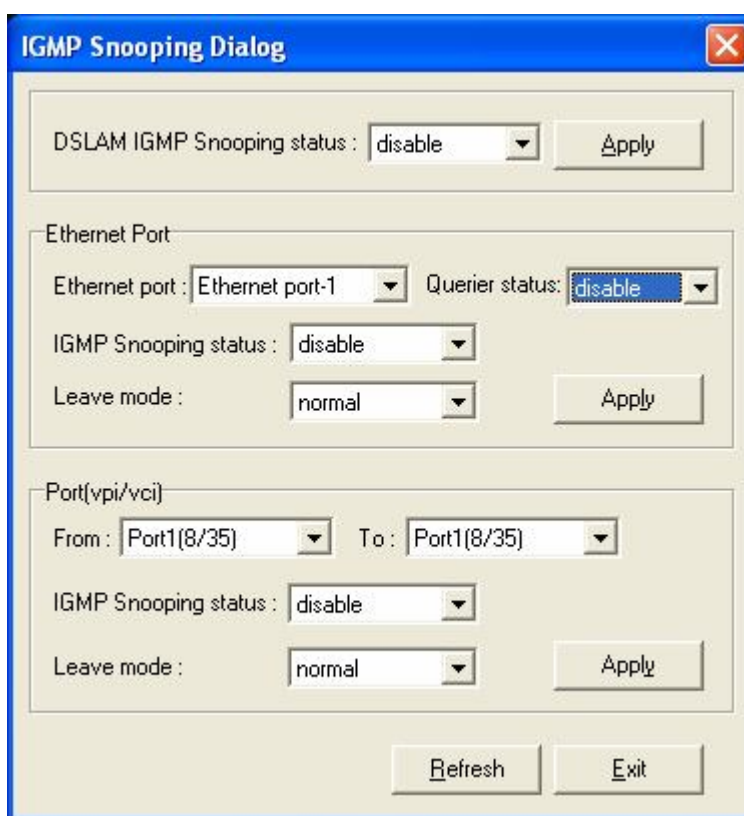 IGMP Snooping Dialog
DSLAM IGMP Snooping status : disable Apply
Ethernet Port
Ethernet port : Ethernet port-1 Querier status: disable
IGMP Snooping status : disable
Leave mode : normal Apply
Port(vpi/vci)
From : Port1(8/35) To : Port1(8/35)
IGMP Snooping status : disable
Leave mode : normal Apply
Refresh Exit